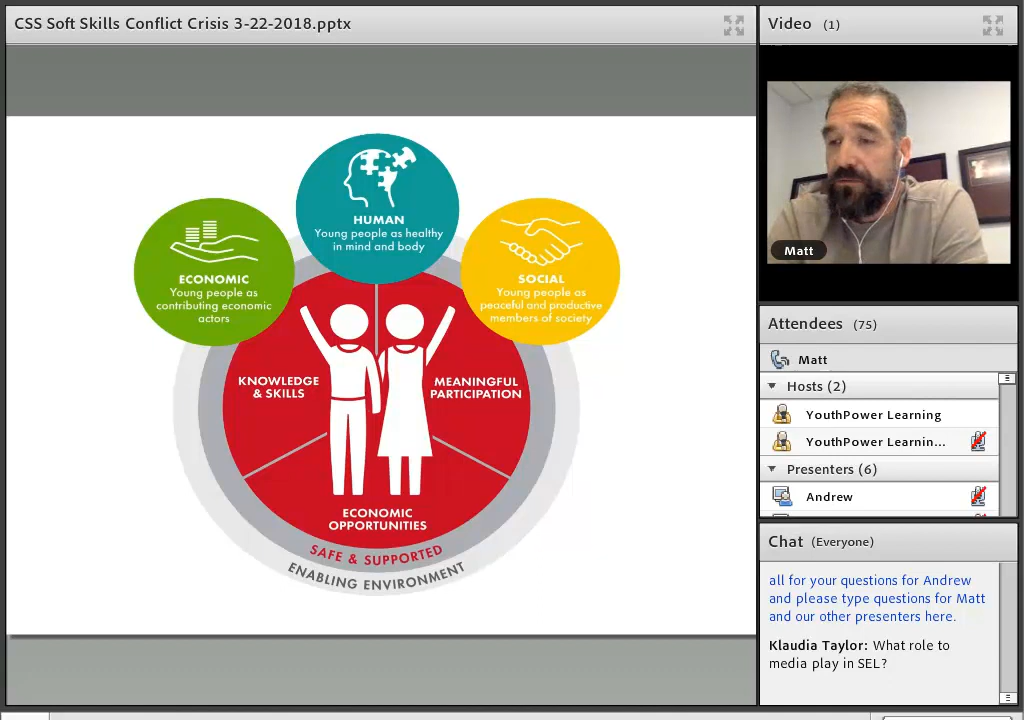 CSS Soft Skills Conflict Crisis 3-22-2018.pptx
HUMAN
Young people as healthy
in mind and body
ECONOMIC
Young people as
contributing economic
actors
SOCIAL
Young people as
peaceful and productive
members of society
KNOWLEDGE
& SKILLS
MEANINGFUL
PARTICIPATION
ECONOMIC
OPPORTUNITIES
SAFE & SUPPORTED
ENABLING ENVIRONMENT
Video (1)
Matt
Attendees (75)
Matt
Hosts (2)
YouthPower Learning
YouthPower Learnin...
Presenters (6)
Andrew
Chat (Everyone)
all for your questions for Andrew
and please type questions for Matt
and our other presenters here.
Klaudia Taylor: What role to
media play in SEL?